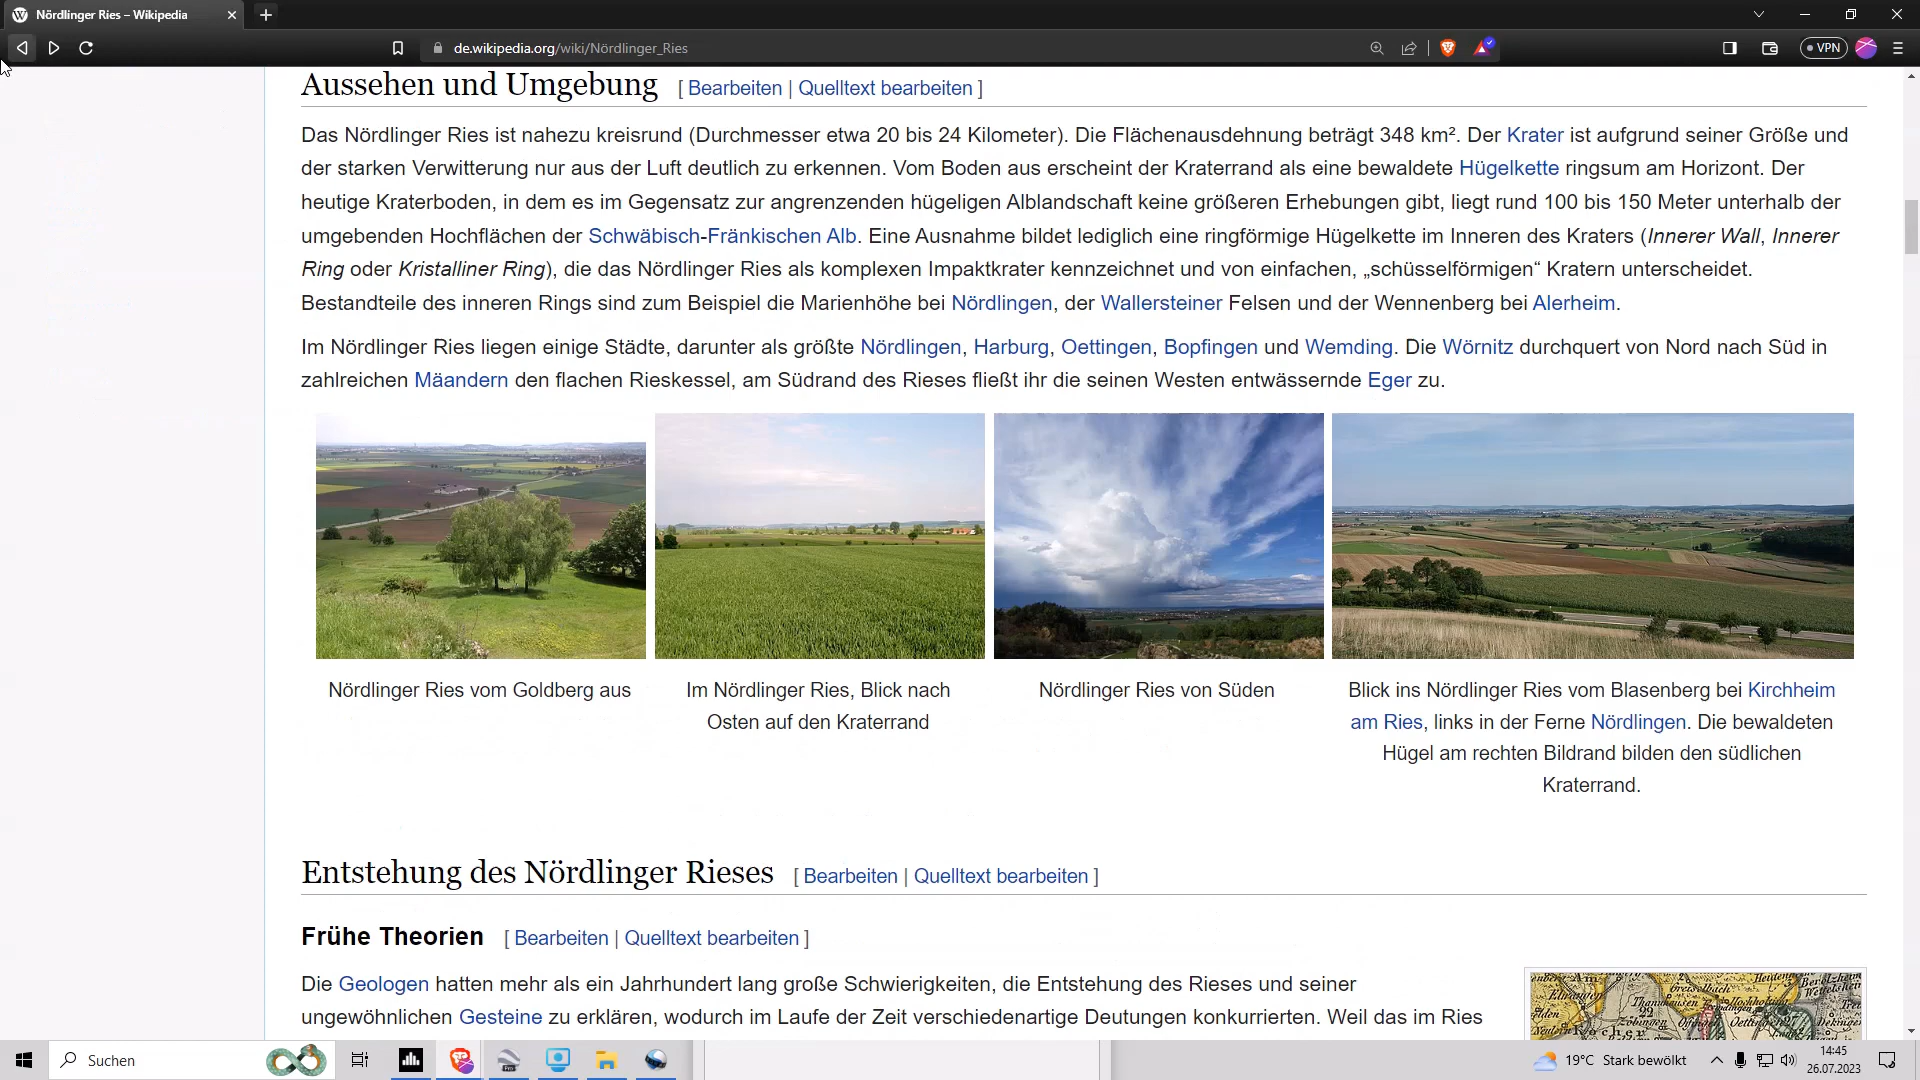 Nördlinger Ries – Wikipedia
de.wikipedia.org/wiki/Nördlinger_Ries
VPN
Aussehen und Umgebung [ Bearbeiten | Quelltext bearbeiten ]
Das Nördlinger Ries ist nahezu kreisrund (Durchmesser etwa 20 bis 24 Kilometer). Die Flächenausdehnung beträgt 348 km². Der Krater ist aufgrund seiner Größe und
der starken Verwitterung nur aus der Luft deutlich zu erkennen. Vom Boden aus erscheint der Kraterrand als eine bewaldete Hügelkette ringsum am Horizont. Der
heutige Kraterboden, in dem es im Gegensatz zur angrenzenden hügeligen Alblandschaft keine größeren Erhebungen gibt, liegt rund 100 bis 150 Meter unterhalb der
umgebenden Hochflächen der Schwäbisch-Fränkischen Alb. Eine Ausnahme bildet lediglich eine ringförmige Hügelkette im Inneren des Kraters (Innerer Wall, Innerer
Ring oder Kristalliner Ring), die das Nördlinger Ries als komplexen Impaktkrater kennzeichnet und von einfachen, „schüsselförmigen“ Kratern unterscheidet.
Bestandteile des inneren Rings sind zum Beispiel die Marienhöhe bei Nördlingen, der Wallersteiner Felsen und der Wennenberg bei Alerheim.
Im Nördlinger Ries liegen einige Städte, darunter als größte Nördlingen, Harburg, Oettingen, Bopfingen und Wemding. Die Wörnitz durchquert von Nord nach Süd in
zahlreichen Mäandern den flachen Rieskessel, am Südrand des Rieses fließt ihr die seinen Westen entwässernde Eger zu.
Nördlinger Ries vom Goldberg aus
Im Nördlinger Ries, Blick nach
Osten auf den Kraterrand
Nördlinger Ries von Süden
Blick ins Nördlinger Ries vom Blasenberg bei Kirchheim
am Ries, links in der Ferne Nördlingen. Die bewaldeten
Hügel am rechten Bildrand bilden den südlichen
Kraterrand.
Entstehung des Nördlinger Rieses [ Bearbeiten | Quelltext bearbeiten ]
Frühe Theorien [ Bearbeiten | Quelltext bearbeiten ]
Die Geologen hatten mehr als ein Jahrhundert lang große Schwierigkeiten, die Entstehung des Rieses und seiner
ungewöhnlichen Gesteine zu erklären, wodurch im Laufe der Zeit verschiedenartige Deutungen konkurrierten. Weil das im Ries
Suchen
Pro
19°C Stark bewölkt
14:45
26.07.2023